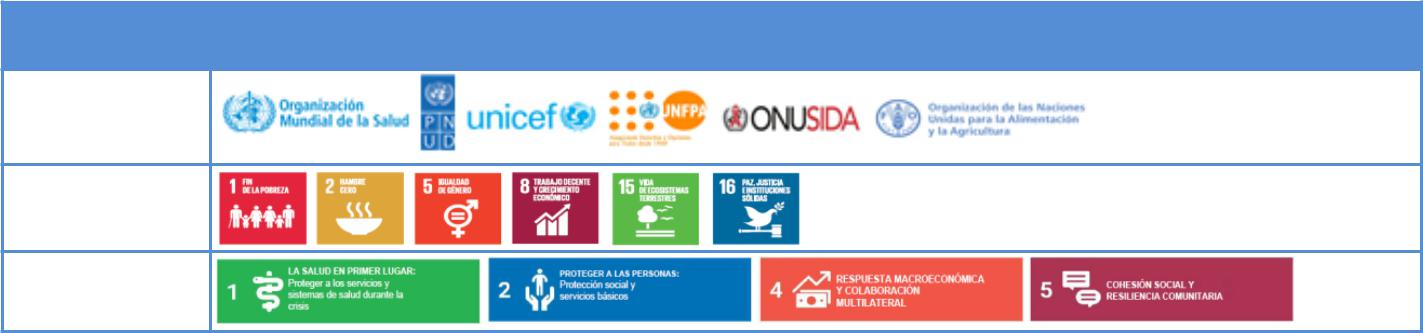 Organización
Mundial de la Salud
PN
UD
unicef
UNFPA
ONUSIDA
Organización de las Naciones
Unidas para la Alimentación
y la Agricultura
1 FIN
DE LA POBREZA
2 HAMBRE
CERO
5 IGUALDAD
DE GÉNERO
8 TRABAJO DECENTE
Y CRECIMIENTO
ECONÓMICO
15 VIDA
DE ECOSISTEMAS
TERRESTRES
16 PAZ, JUSTICIA
E INSTITUCIONES
SÓLIDAS
1 LA SALUD EN PRIMER LUGAR:
Proteger a los servicios y
sistemas de salud durante la
crisis
2 PROTEGER A LAS PERSONAS:
Protección social y
servicios básicos
4 RESPUESTA MACROECONÓMICA
Y COLABORACIÓN
MULTILATERAL
5 COHESIÓN SOCIAL Y
RESILIENCIA COMUNITARIA